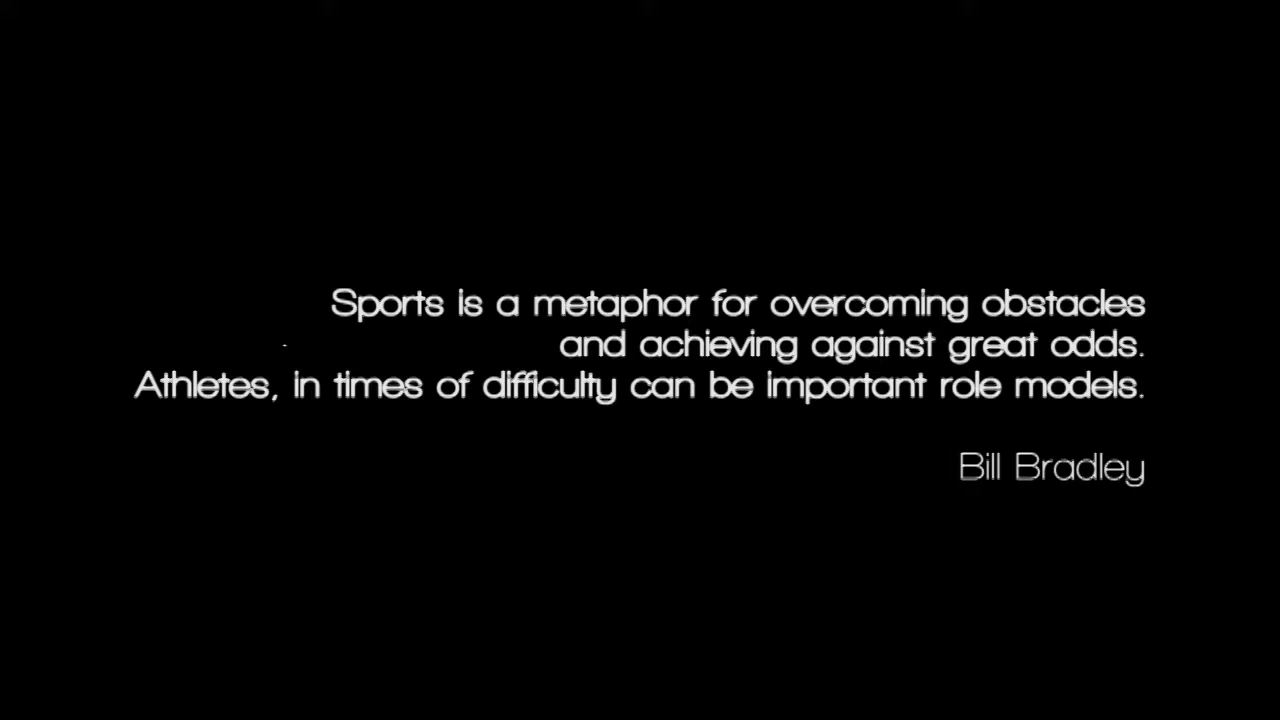 Sports is a metaphor for overcoming obstacles
and achieving against great odds.
Athletes, in times of difficulty can be important role models.
Bill Bradley